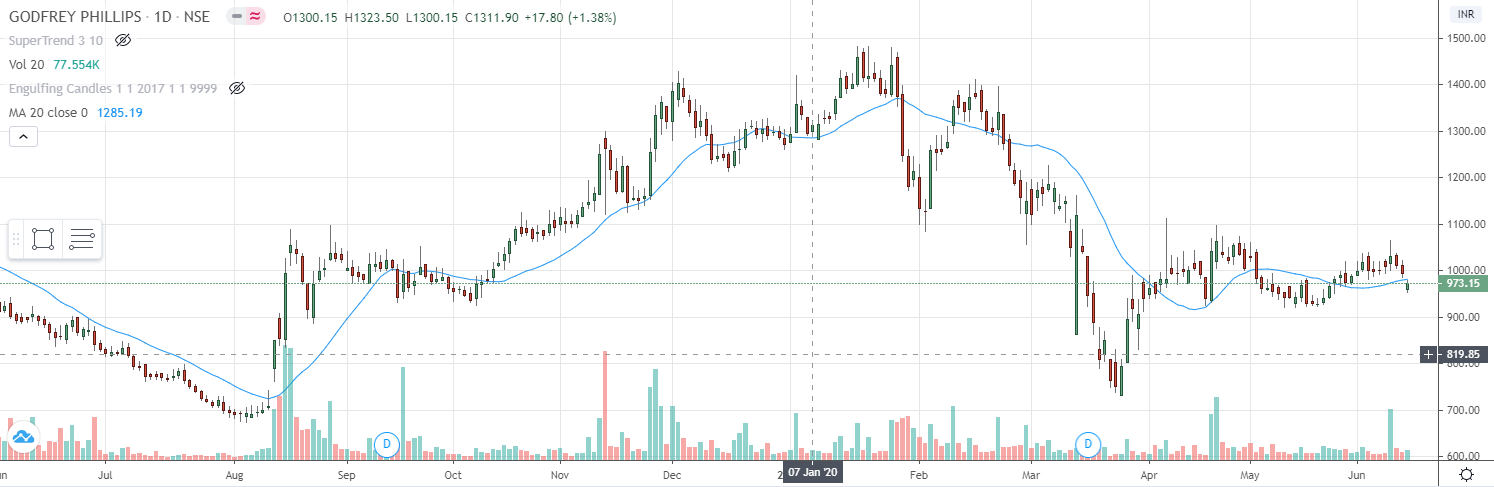 GODFREY PHILLIPS · 1D · NSE O1300.15 H1323.50 L1300.15 C1311.90 +17.80 (+1.38%) INR
SuperTrend 3 10
Vol 20 77.554K
Engulfing Candles 1 1 2017 1 1 9999
MA 20 close 0 1285.19
1500.00
1400.00
1300.00
1200.00
1100.00
1000.00
973.15
900.00
819.85
800.00
700.00
600.00
D D
Jul Aug Sep Oct Nov Dec 07 Jan '20 Feb Mar Apr May Jun